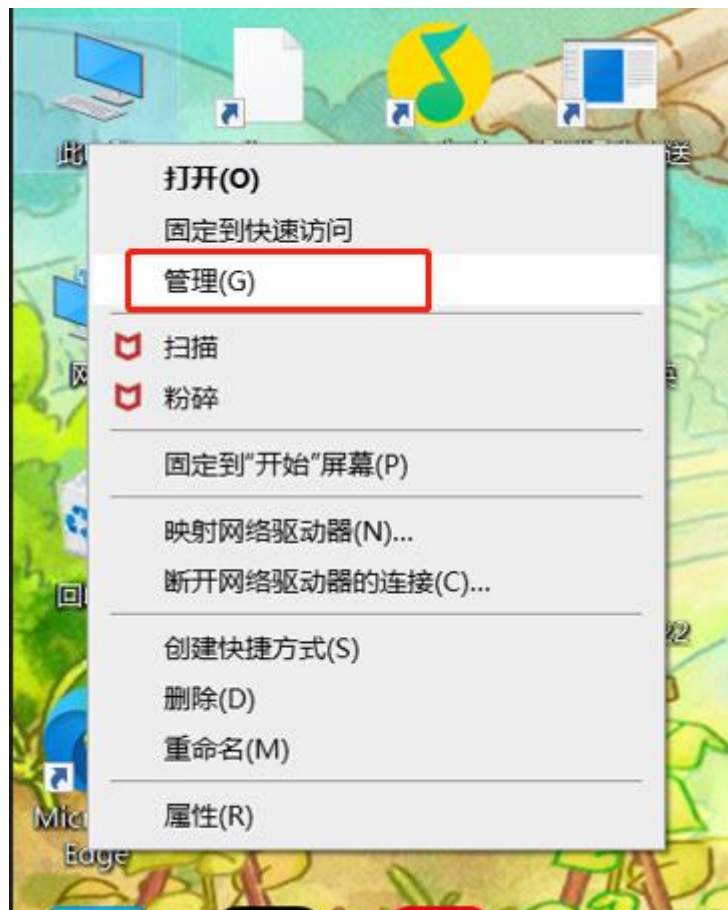 打开(O)
固定到快速访问
管理(G)
扫描
粉碎
固定到"开始"屏幕(P)
映射网络驱动器(N)...
断开网络驱动器的连接(C)...
创建快捷方式(S)
删除(D)
重命名(M)
属性(R)
Edge